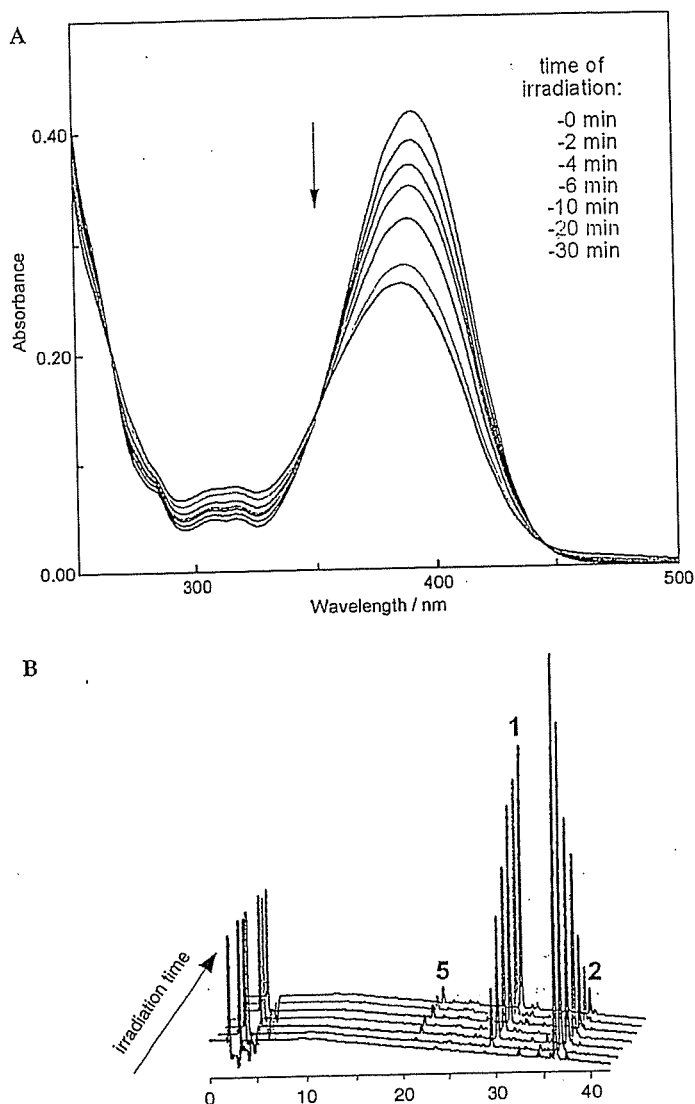 A
time of
irradiation:
-0 min
-2 min
-4 min
-6 min
-10 min
-20 min
-30 min
0.40
0.20
0.00
Absorbance
300
400
500
Wavelength / nm
B
1
5
2
irradiation time
0
10
20
30
40